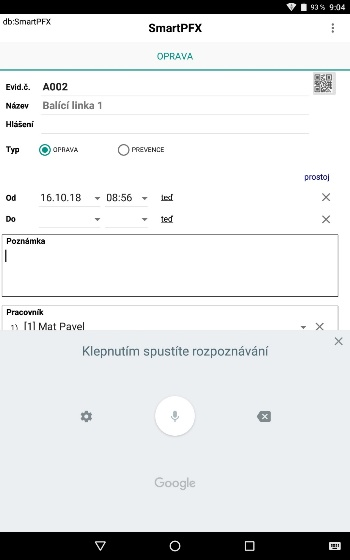 93 % 9:04
db:SmartPFX
SmartPFX
OPRAVA
Evid.č. A002
Název Balící linka 1
Hlášení
Typ OPRAVA PREVENCE
prostoj
Od 16.10.18 08:56 teď
Do teď
Poznámka
Pracovník
1) [1] Mat Pavel
Klepnutím spustíte rozpoznávání
Google